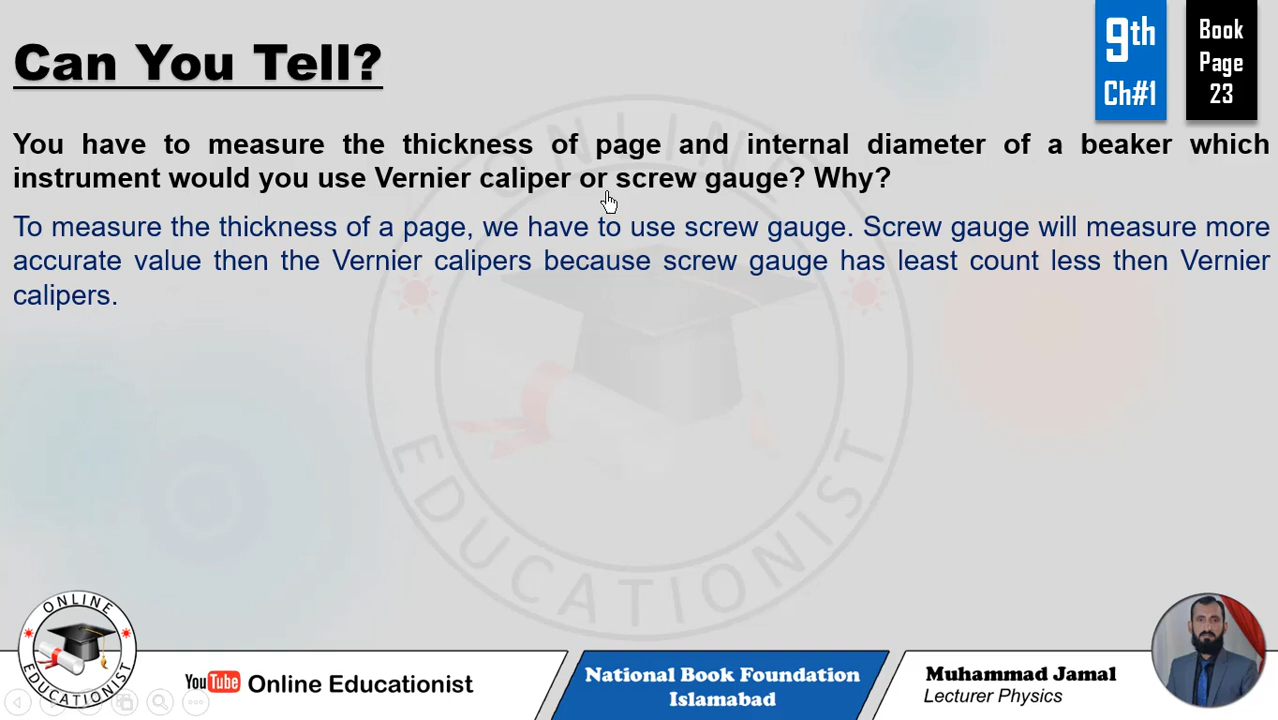 Can You Tell?
9th
Ch#1
Book
Page
23
You have to measure the thickness of page and internal diameter of a beaker which
instrument would you use Vernier caliper or screw gauge? Why?
To measure the thickness of a page, we have to use screw gauge. Screw gauge will measure more
accurate value then the Vernier calipers because screw gauge has least count less then Vernier
calipers.
ONLINE
EDUCATIONIST
ONLINE
EDUCATIONIST
YouTube Online Educationist
National Book Foundation
Islamabad
Muhammad Jamal
Lecturer Physics